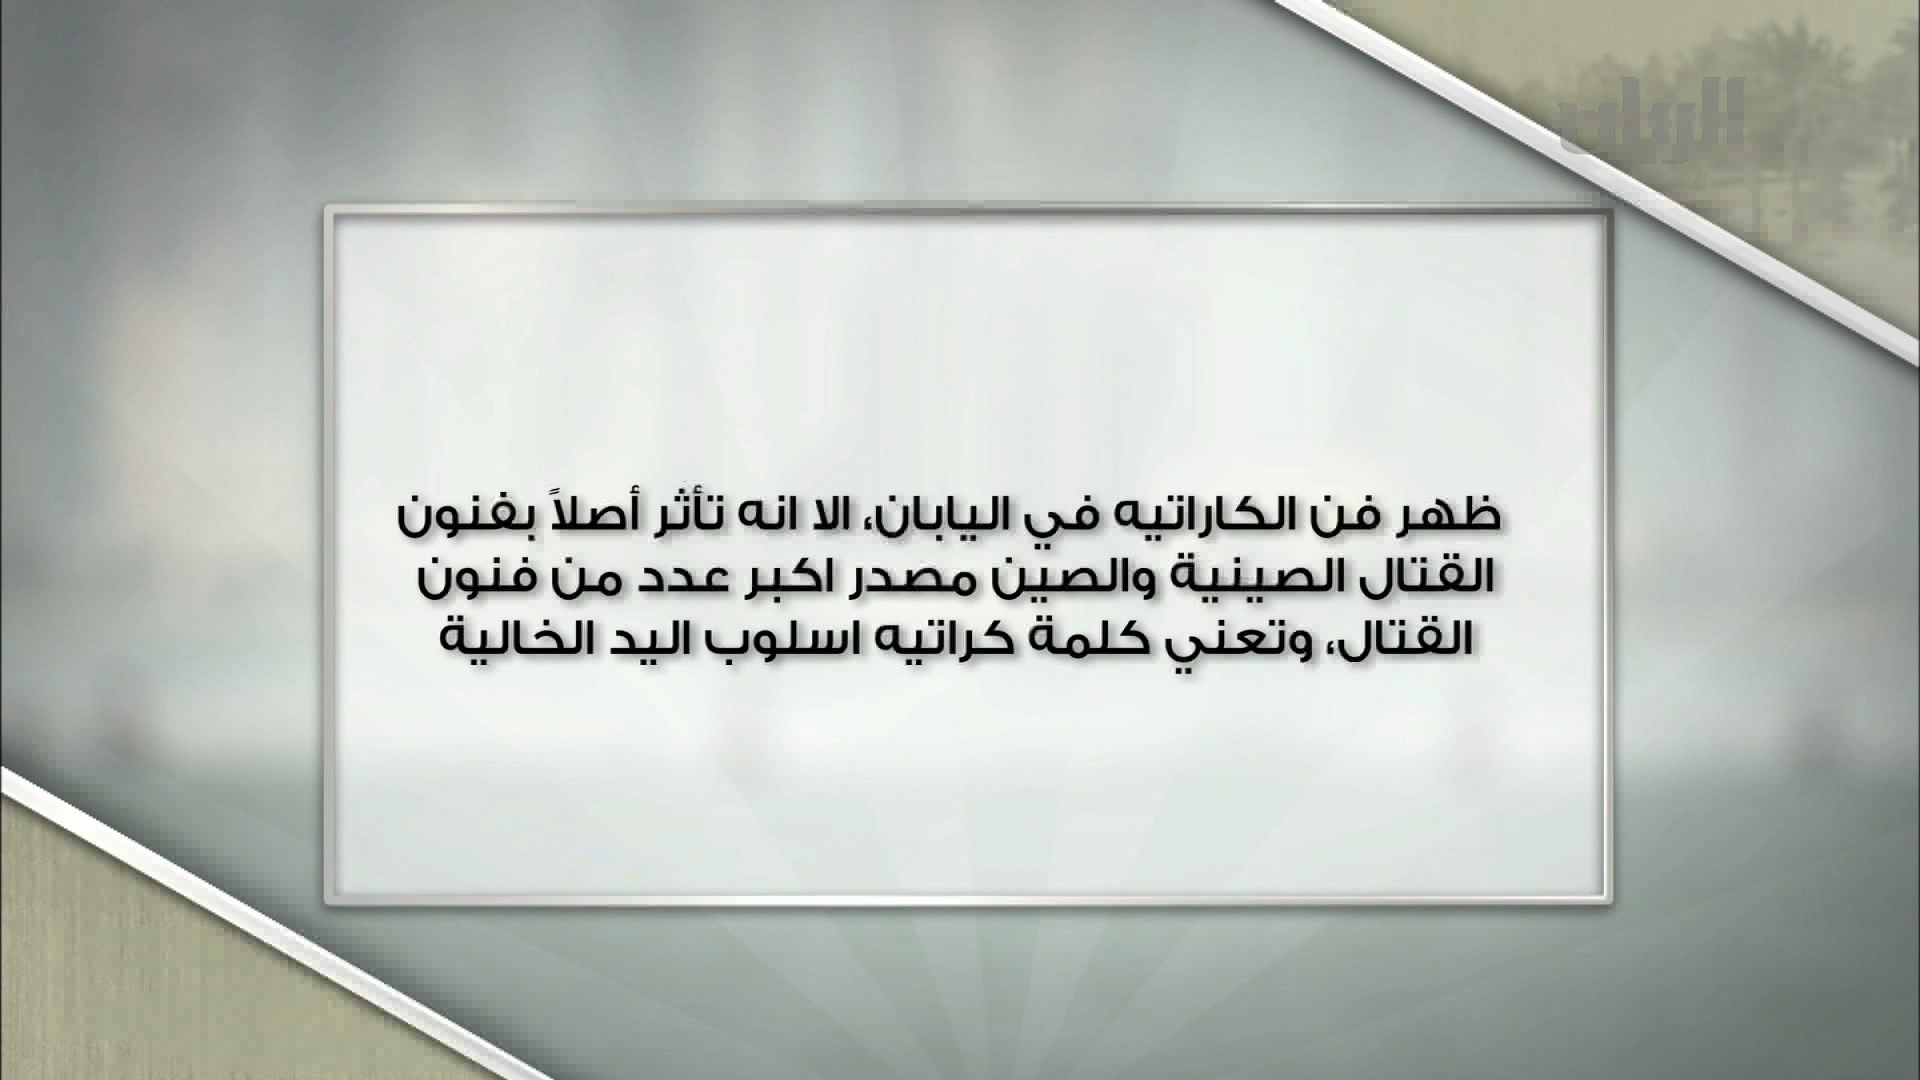 الريان
ظهر فن الكاراتيه في اليابان، الا انه تأثر أصلاً بفنون
القتال الصينية والصين مصدر اكبر عدد من فنون
القتال، وتعني كلمة كراتيه اسلوب اليد الخالية